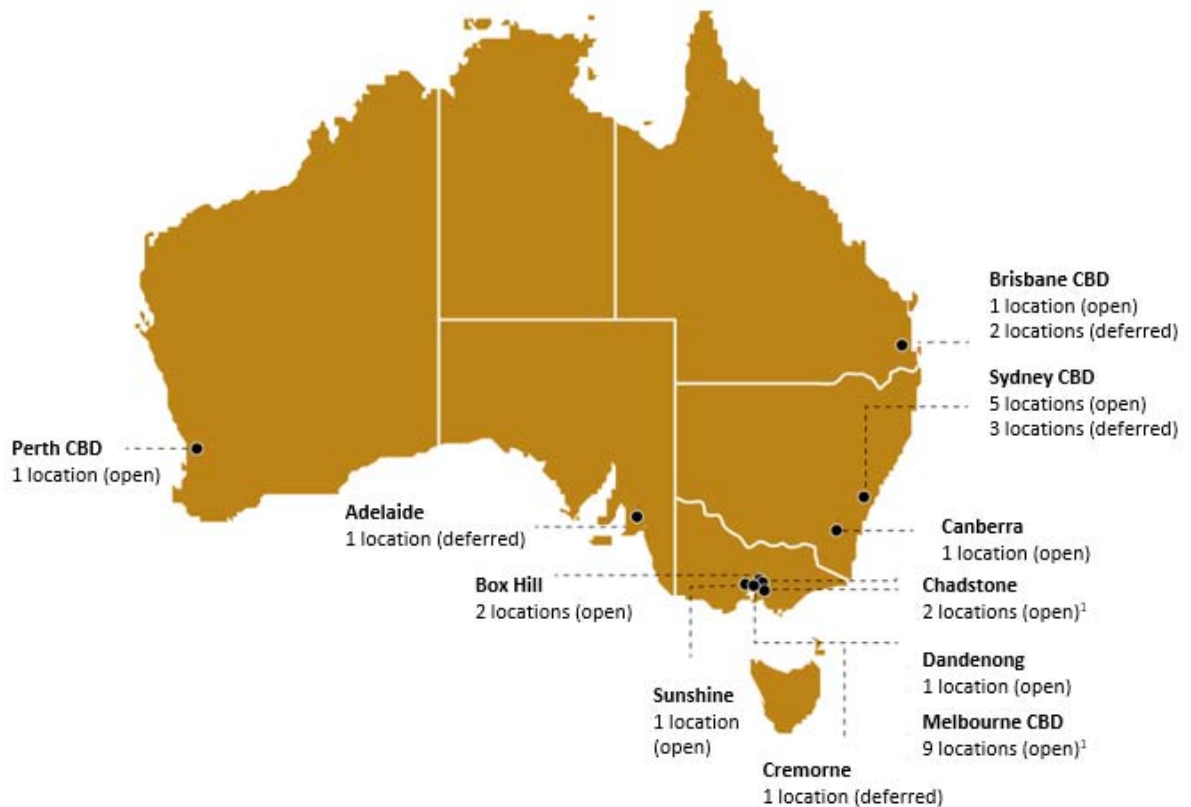 Brisbane CBD
1 location (open)
2 locations (deferred)
Sydney CBD
5 locations (open)
3 locations (deferred)
Perth CBD
1 location (open)
Adelaide
1 location (deferred)
Canberra
1 location (open)
Box Hill
2 locations (open)
Chadstone
2 locations (open)¹
Dandenong
1 location (open)
Sunshine
1 location
(open)
Melbourne CBD
9 locations (open)¹
Cremorne
1 location (deferred)